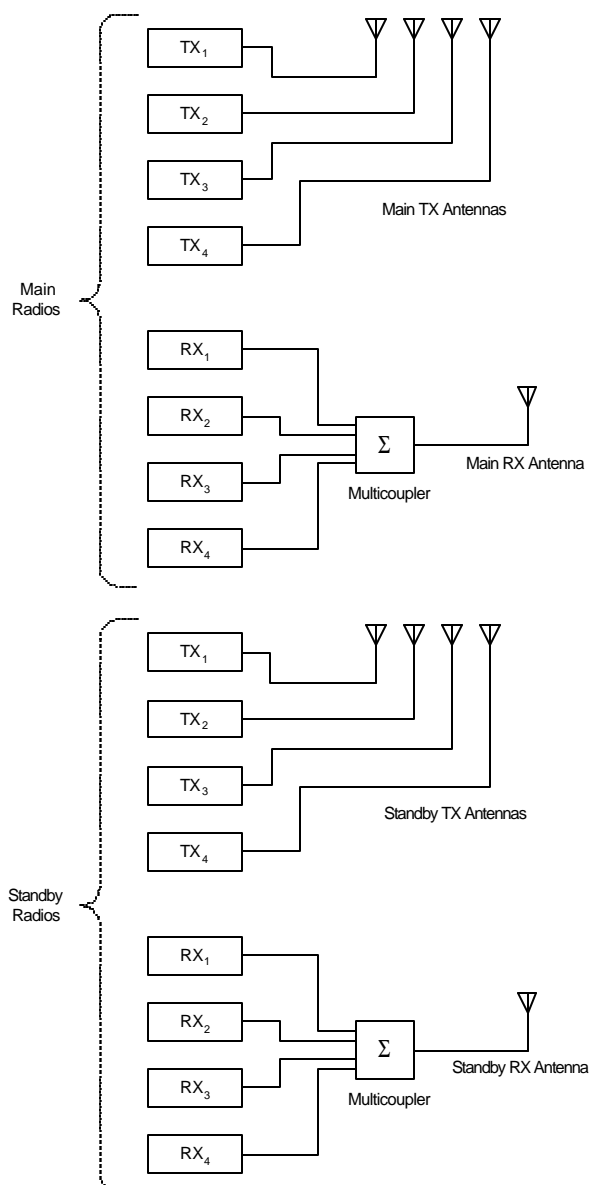 TX₁
TX₂
TX₃
Main TX Antennas
TX₄
Main
Radios
RX₁
RX₂
Σ
Main RX Antenna
RX₃
Multicoupler
RX₄
TX₁
TX₂
TX₃
Standby TX Antennas
TX₄
Standby
Radios
RX₁
RX₂
Σ
Standby RX Antenna
RX₃
Multicoupler
RX₄